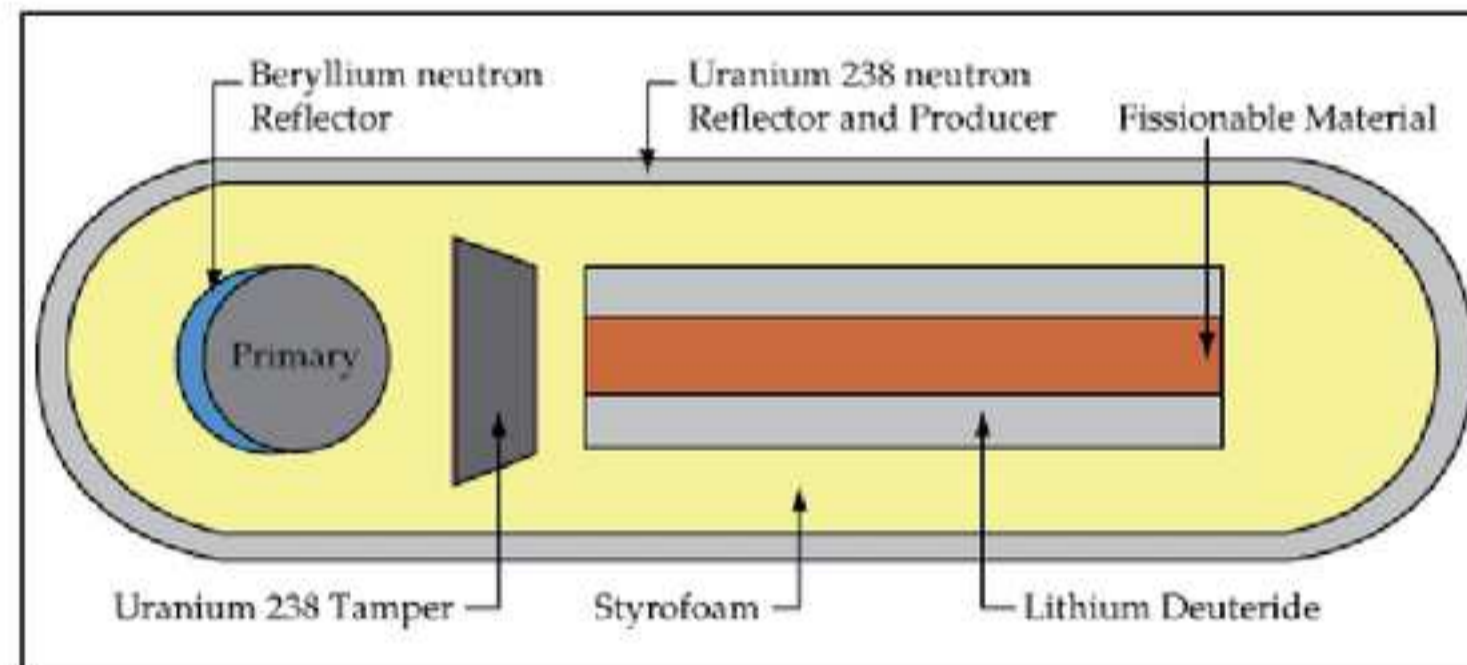 Beryllium neutron
Reflector
Uranium 238 neutron
Reflector and Producer
Fissionable Material
Primary
Uranium 238 Tamper
Styrofoam
Lithium Deuteride